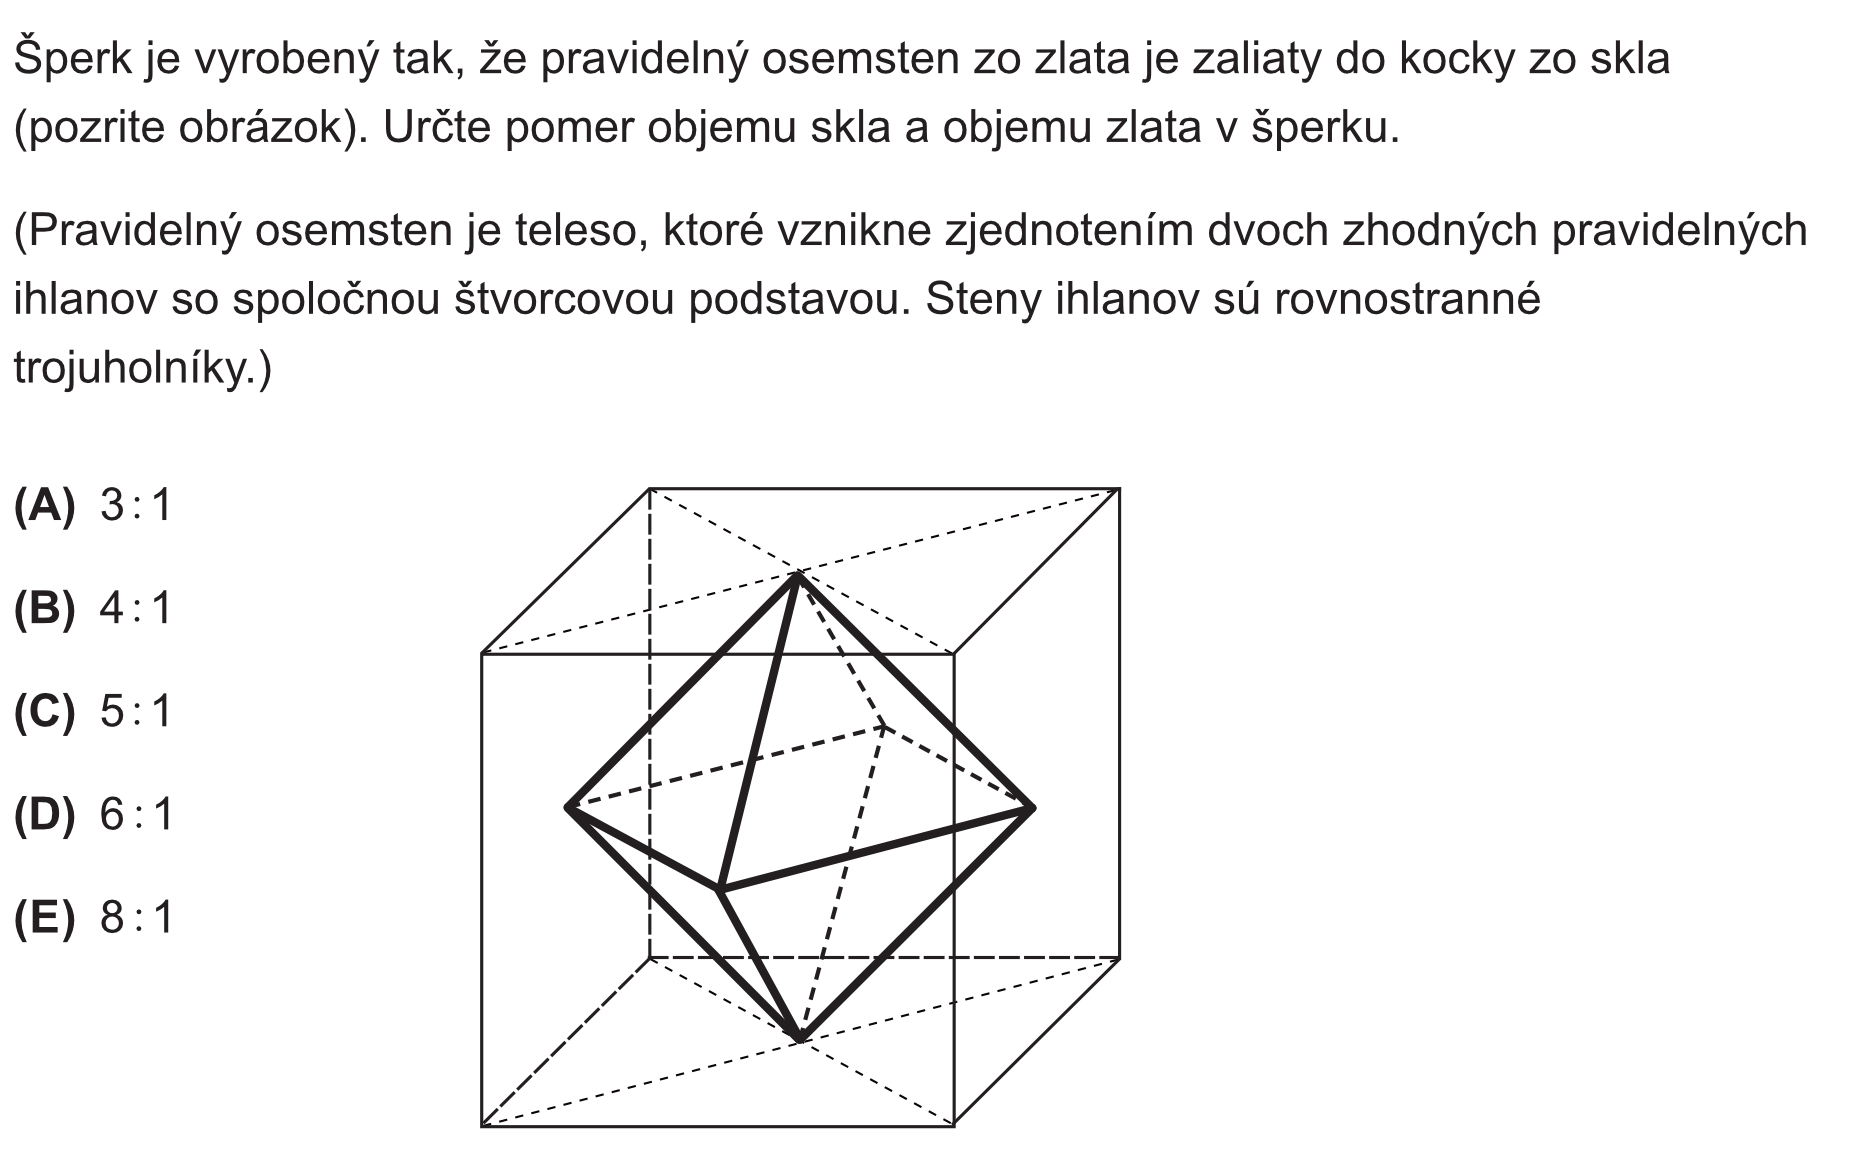 Šperk je vyrobený tak, že pravidelný osemsten zo zlata je zaliaty do kocky zo skla
(pozrite obrázok). Určte pomer objemu skla a objemu zlata v šperku.
(Pravidelný osemsten je teleso, ktoré vznikne zjednotením dvoch zhodných pravidelných
ihlanov so spoločnou štvorcovou podstavou. Steny ihlanov sú rovnostranné
trojuholníky.)
(A) 3 : 1
(B) 4 : 1
(C) 5 : 1
(D) 6 : 1
(E) 8 : 1